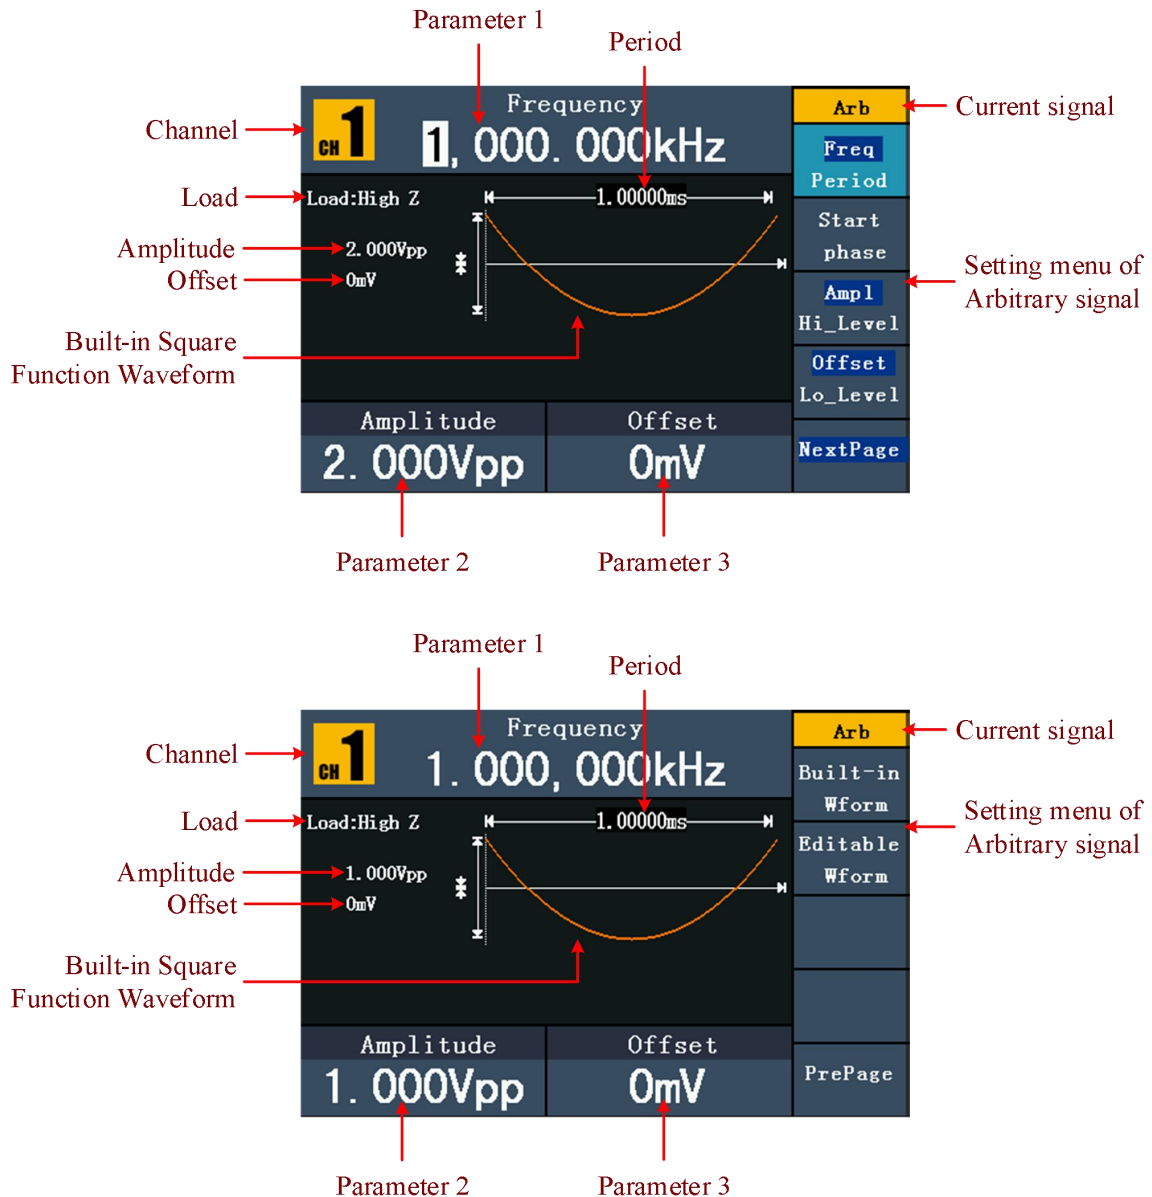 Parameter 1
Period
Channel
CH 1
Frequency
1, 000. 000kHz
Arb
Current signal
Freq
Period
Load
Load:High Z
1.00000ms
Start
phase
Amplitude
2.000Vpp
Offset
0mV
Ampl
Hi_Level
Setting menu of
Arbitrary signal
Built-in Square
Function Waveform
Offset
Lo_Level
Amplitude
2. 000Vpp
Offset
0mV
NextPage
Parameter 2
Parameter 3
Parameter 1
Period
Channel
CH 1
Frequency
1. 000, 000kHz
Arb
Current signal
Built-in
Wform
Load
Load:High Z
1.00000ms
Editable
Wform
Setting menu of
Arbitrary signal
Amplitude
1.000Vpp
Offset
0mV
Built-in Square
Function Waveform
Amplitude
1. 000Vpp
Offset
0mV
PrePage
Parameter 2
Parameter 3